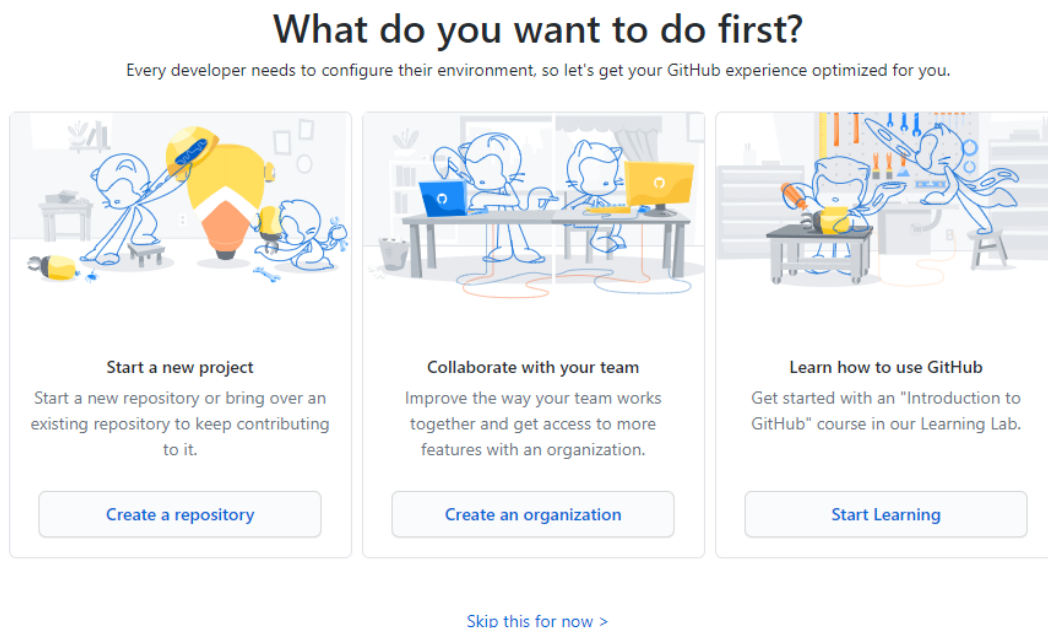 What do you want to do first?
Every developer needs to configure their environment, so let's get your GitHub experience optimized for you.
Start a new project
Start a new repository or bring over an
existing repository to keep contributing
to it.
Create a repository
Collaborate with your team
Improve the way your team works
together and get access to more
features with an organization.
Create an organization
Learn how to use GitHub
Get started with an "Introduction to
GitHub" course in our Learning Lab.
Start Learning
Skip this for now >